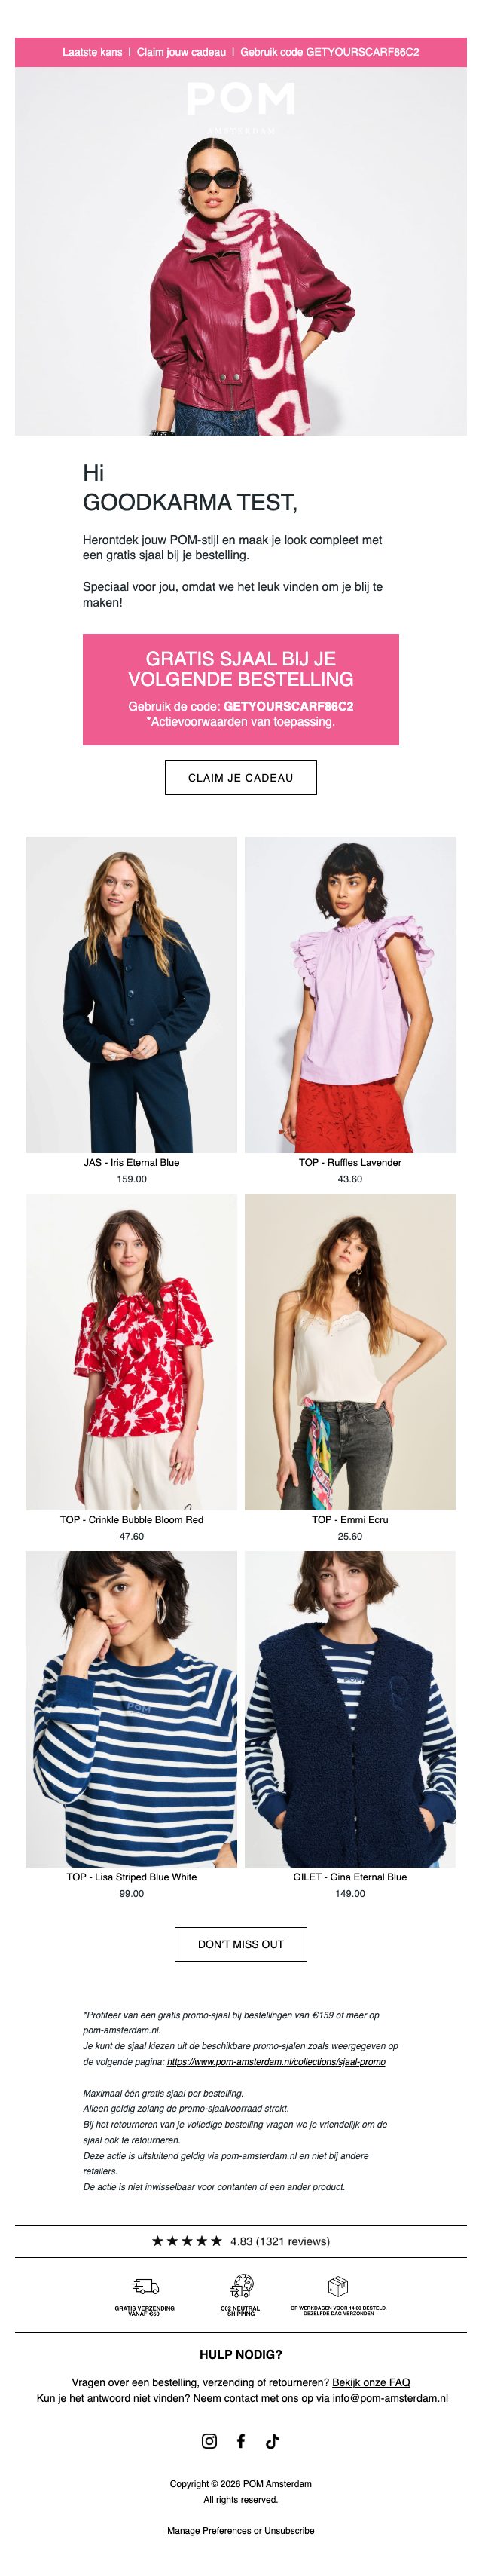 Laatste kans | Claim jouw cadeau | Gebruik code GETYOURSCARF86C2
POM
AMSTERDAM
Hi
GOODKARMA TEST,
Herontdek jouw POM-stijl en maak je look compleet met
een gratis sjaal bij je bestelling.
Speciaal voor jou, omdat we het leuk vinden om je blij te
maken!
GRATIS SJAAL BIJ JE
VOLGENDE BESTELLING
Gebruik de code: GETYOURSCARF86C2
*Actievoorwaarden van toepassing.
CLAIM JE CADEAU
JAS - Iris Eternal Blue
159.00
TOP - Ruffles Lavender
43.60
TOP - Crinkle Bubble Bloom Red
47.60
TOP - Emmi Ecru
25.60
POM
POM
TOP - Lisa Striped Blue White
99.00
GILET - Gina Eternal Blue
149.00
DON'T MISS OUT
*Profiteer van een gratis promo-sjaal bij bestellingen van €159 of meer op
pom-amsterdam.nl.
Je kunt de sjaal kiezen uit de beschikbare promo-sjalen zoals weergegeven op
de volgende pagina: https://www.pom-amsterdam.nl/collections/sjaal-promo
Maximaal één gratis sjaal per bestelling.
Alleen geldig zolang de promo-sjaalvoorraad strekt.
Bij het retourneren van je volledige bestelling vragen we je vriendelijk om de
sjaal ook te retourneren.
Deze actie is uitsluitend geldig via pom-amsterdam.nl en niet bij andere
retailers.
De actie is niet inwisselbaar voor contanten of een ander product.
4.83 (1321 reviews)
GRATIS VERZENDING
VANAF €50
CO2 NEUTRAL
SHIPPING
OP WERKDAGEN VOOR 14.00 BESTELD,
DEZELFDE DAG VERZONDEN
HULP NODIG?
Vragen over een bestelling, verzending of retourneren? Bekijk onze FAQ
Kun je het antwoord niet vinden? Neem contact met ons op via info@pom-amsterdam.nl
Copyright © 2026 POM Amsterdam
All rights reserved.
Manage Preferences or Unsubscribe